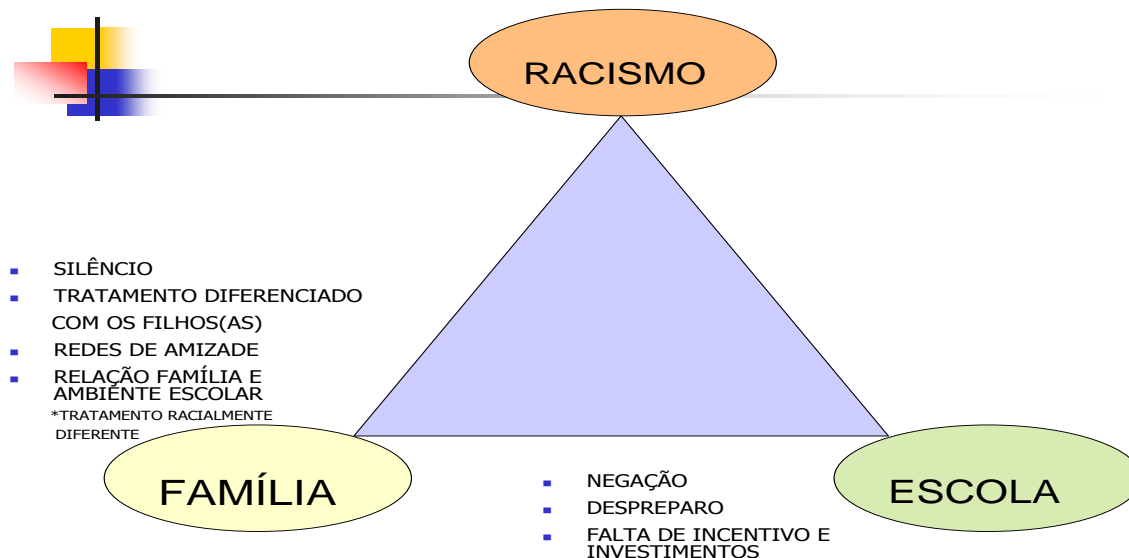 RACISMO
SILÊNCIO
TRATAMENTO DIFERENCIADO
COM OS FILHOS(AS)
REDES DE AMIZADE
RELAÇÃO FAMÍLIA E
AMBIENTE ESCOLAR
*TRATAMENTO RACIALMENTE
DIFERENTE
FAMÍLIA
NEGAÇÃO
DESPREPARO
FALTA DE INCENTIVO E
INVESTIMENTOS
ESCOLA